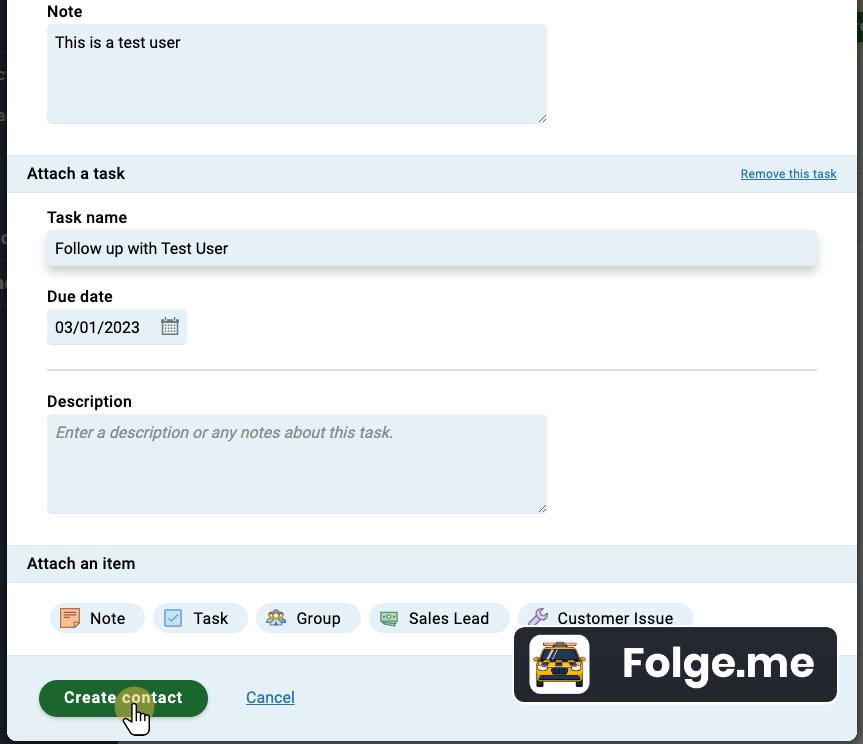 Note
This is a test user
Attach a task
Remove this task
Task name
Follow up with Test User
Due date
03/01/2023
Description
Enter a description or any notes about this task.
Attach an item
Note
Task
Group
Sales Lead
Customer Issue
Create contact
Cancel
Folge.me